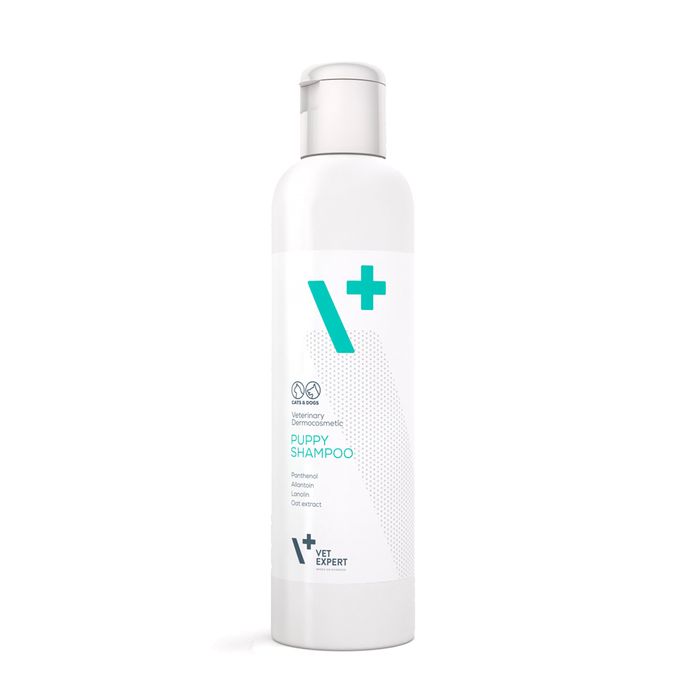 CATS & DOGS
Veterinary
Dermocosmetic
PUPPY
SHAMPOO
Panthenol
Allantoin
Lanolin
Oat extract
VET
EXPERT